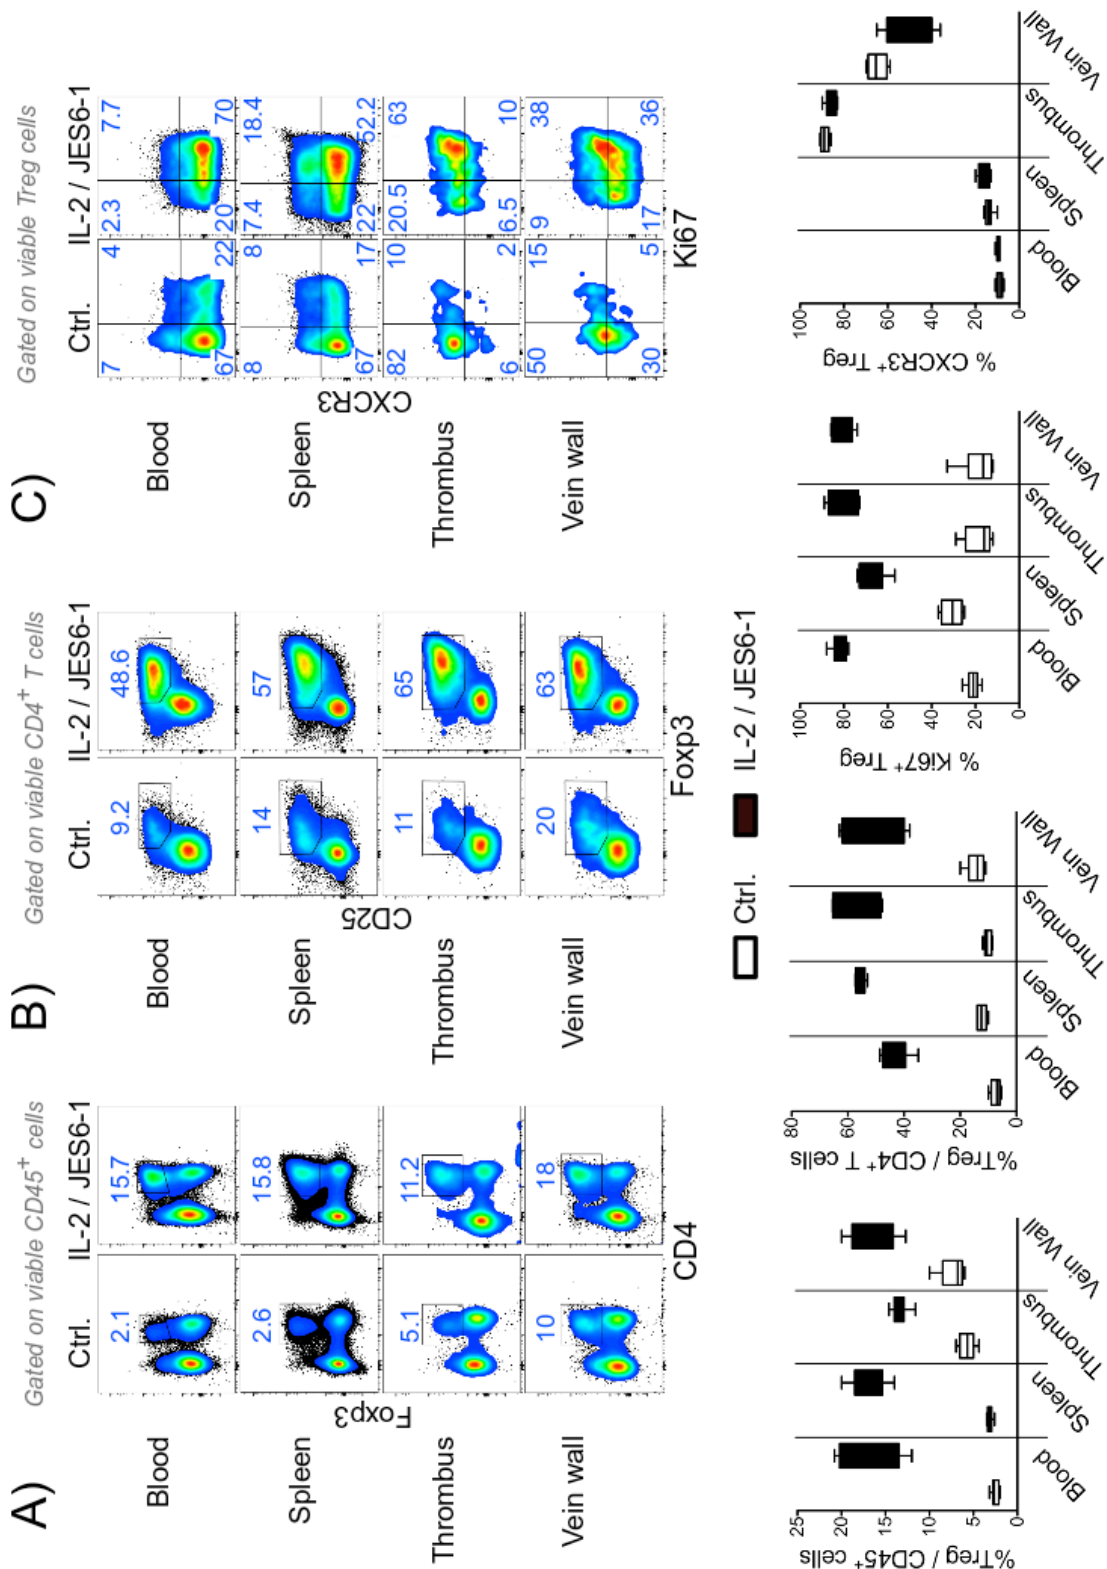 A)
Gated on viable CD45+ cells
Ctrl. IL-2 / JES6-1
Blood 2.1 15.7
Spleen 2.6 15.8
Thrombus 5.1 11.2
Vein wall 10 18
Foxp3
CD4
B)
Gated on viable CD4+ T cells
Ctrl. IL-2 / JES6-1
Blood 9.2 48.6
Spleen 14 57
Thrombus 11 65
Vein wall 20 63
CD25
Foxp3
C)
Gated on viable Treg cells
Ctrl. IL-2 / JES6-1
Blood 7 4 2.3 7.7
67 22 20 70
Spleen 8 8 7.4 18.4
67 17 22 52.2
Thrombus 82 10 20.5 63
6 2 6.5 10
Vein wall 50 15 9 38
30 5 17 36
CXCR3
Ki67
Ctrl. IL-2 / JES6-1
%Treg / CD45+ cells
25
20
15
10
5
0
Blood Spleen Thrombus Vein Wall
%Treg / CD4+ T cells
80
60
40
20
0
Blood Spleen Thrombus Vein Wall
% Ki67+ Treg
100
80
60
40
20
0
Blood Spleen Thrombus Vein Wall
% CXCR3+ Treg
100
80
60
40
20
0
Blood Spleen Thrombus Vein Wall